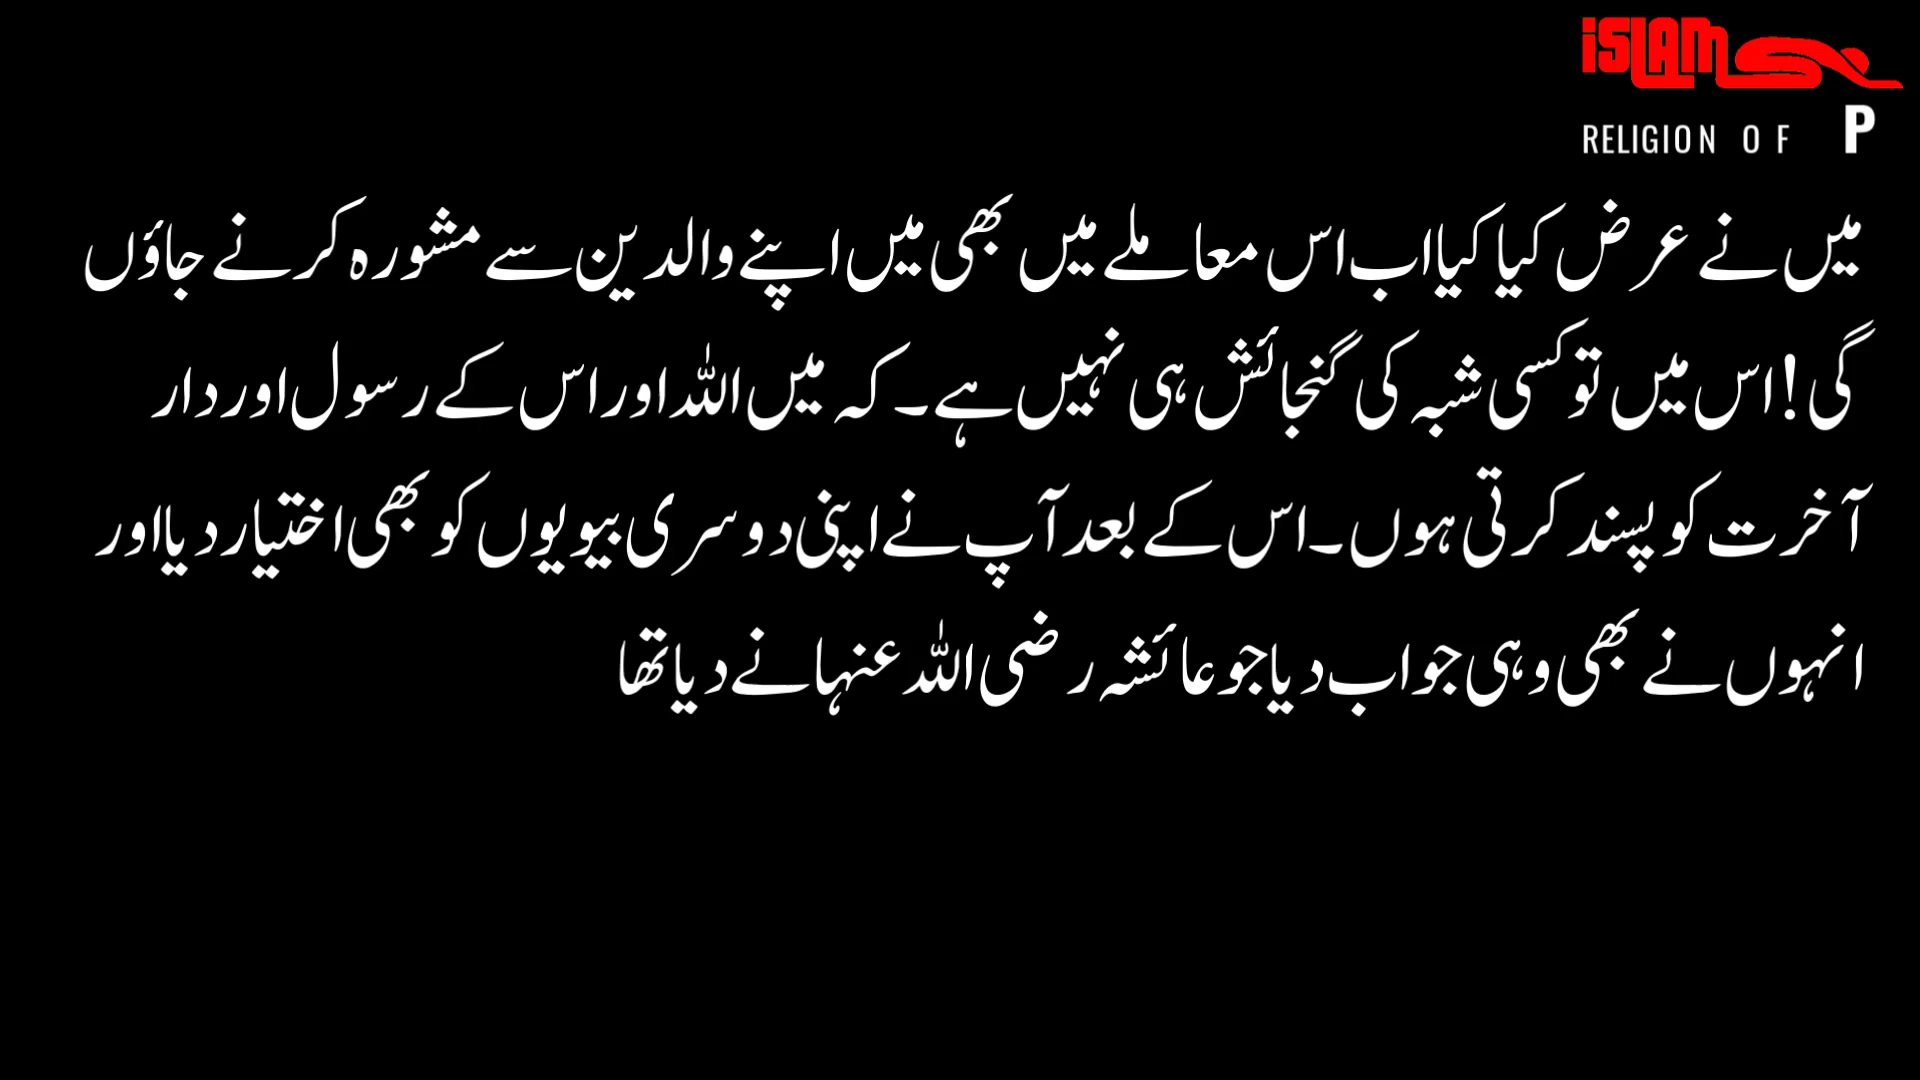 ISLAM
RELIGION OF P
میں نے عرض کیا کیا اب اس معاملے میں بھی میں اپنے والدین سے مشورہ کرنے جاؤں
گی! اس میں تو کسی شبہ کی گنجائش ہی نہیں ہے۔ کہ میں اللہ اور اس کے رسول اور دار
آخرت کو پسند کرتی ہوں۔ اس کے بعد آپ نے اپنی دوسری بیویوں کو بھی اختیار دیا اور
انہوں نے بھی وہی جواب دیا جو عائشہ رضی اللہ عنہا نے دیا تھا